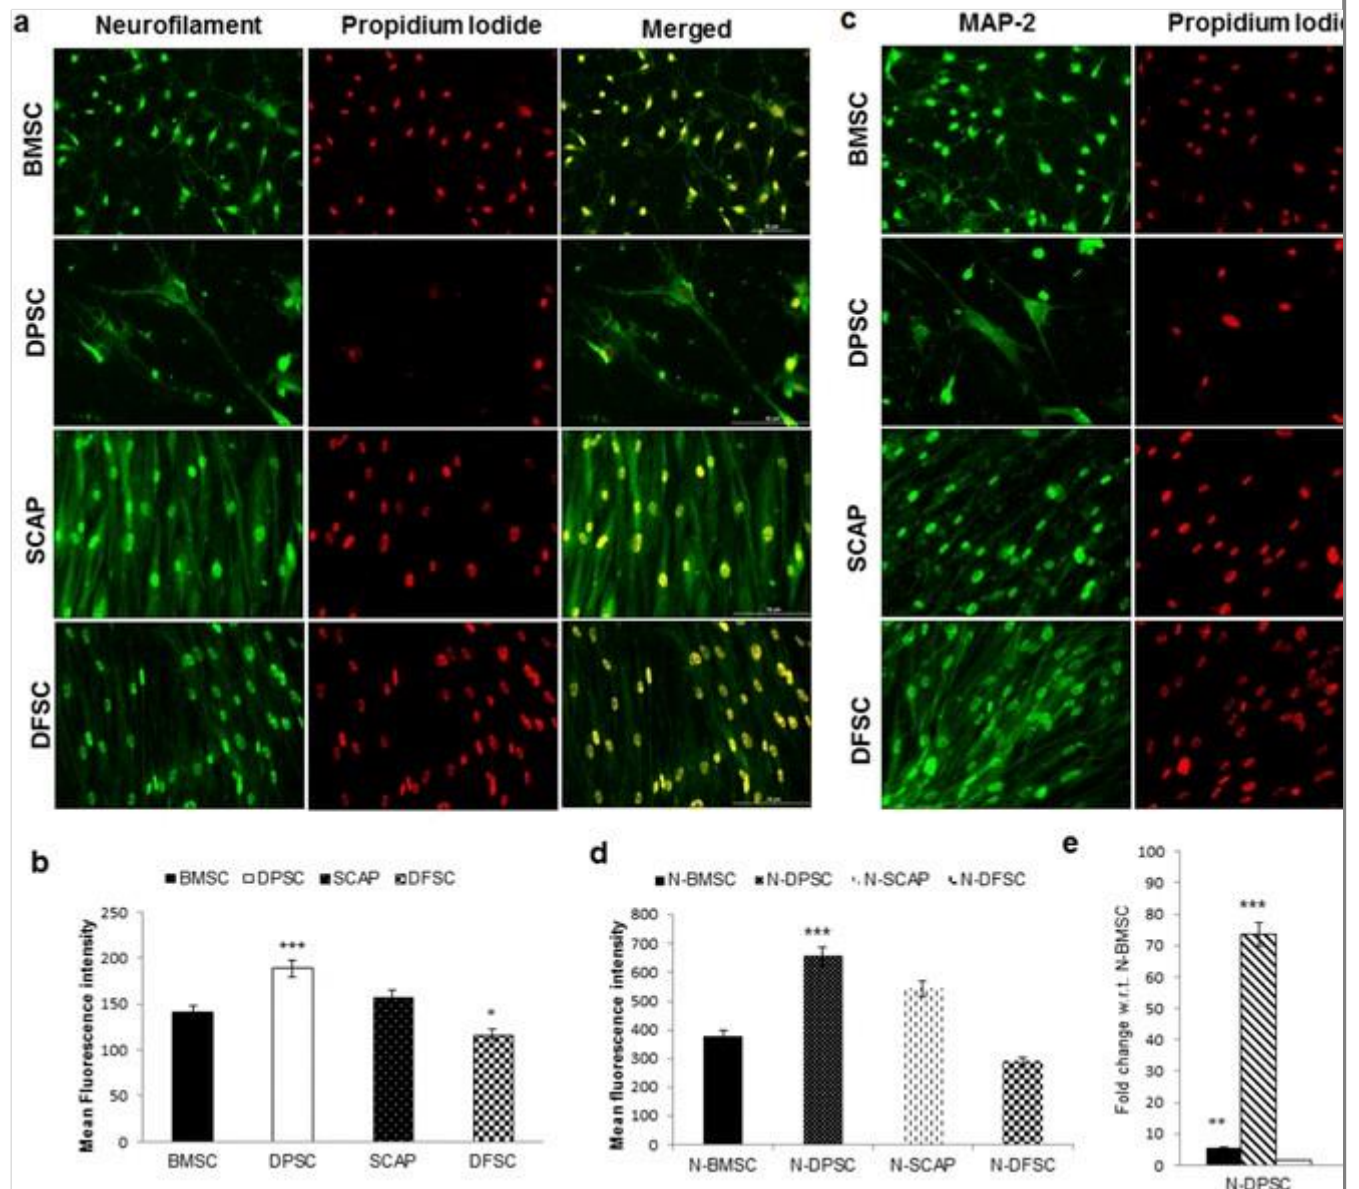 a Neurofilament Propidium Iodide Merged
BMSC
DPSC
SCAP
DFSC
c MAP-2 Propidium
BMSC
DPSC
SCAP
DFSC
b
BMSC DPSC SCAP DFSC
Mean Fluorescence intensity
250
200
150
100
50
0
***
*
BMSC DPSC SCAP DFSC
d
N-BMSC N-DPSC N-SCAP N-DFSC
Mean fluorescence intensity
800
700
600
500
400
300
200
100
0
***
N-BMSC N-DPSC N-SCAP N-DFSC
e
Fold change w.r.t. N-BMSC
100
90
80
70
60
50
40
30
20
10
0
**
***
N-DPSC